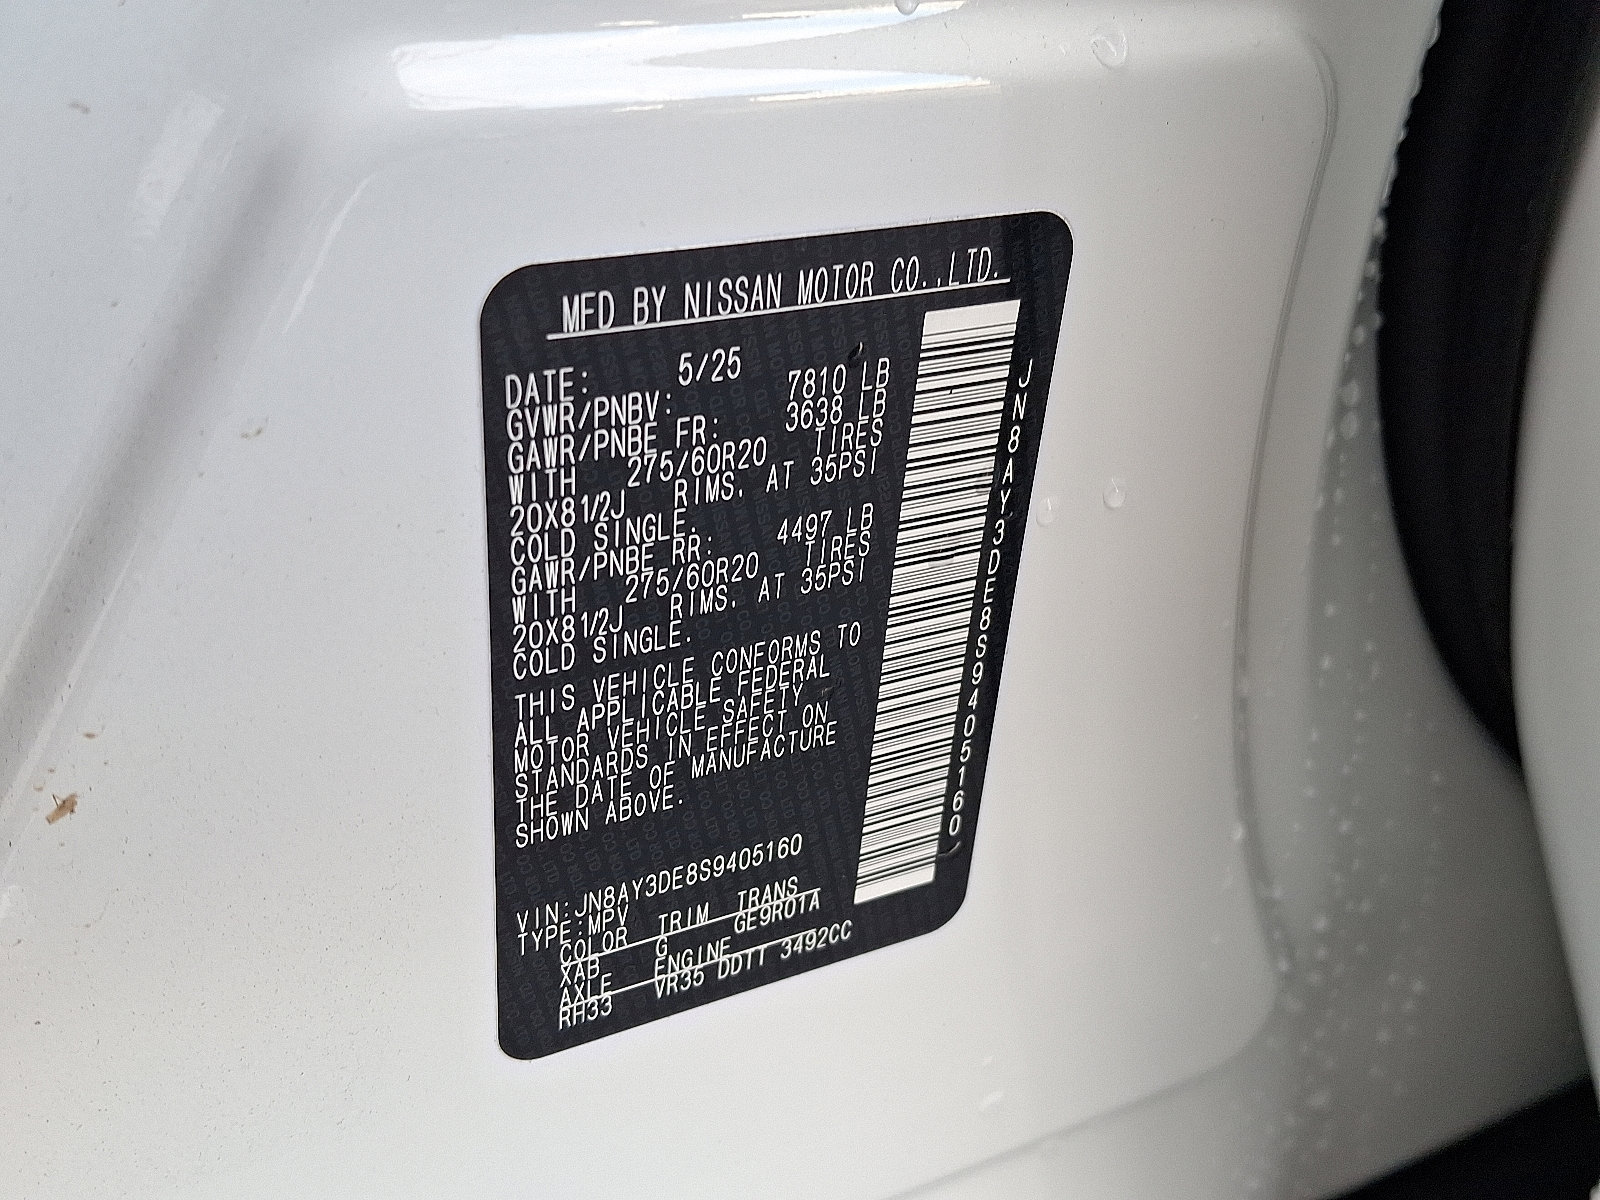 MFD BY NISSAN MOTOR CO.,LTD.
DATE: 5/25
GVWR/PNBV: 7810 LB
GAWR/PNBE FR: 3638 LB
WITH 275/60R20 TIRES
20X81/2J RIMS. AT 35PSI
COLD SINGLE.
GAWR/PNBE RR: 4497 LB
WITH 275/60R20 TIRES
20X81/2J RIMS. AT 35PSI
COLD SINGLE.
THIS VEHICLE CONFORMS TO
ALL APPLICABLE FEDERAL
MOTOR VEHICLE SAFETY
STANDARDS IN EFFECT ON
THE DATE OF MANUFACTURE
SHOWN ABOVE.
VIN:JN8AY3DE8S9405160
TYPE:MPV
COLOR TRIM TRANS
XAB G GE9R01A
AXLE ENGINE
RH33 VR35 DDTT 3492CC
JN8AY3DE8S9405160